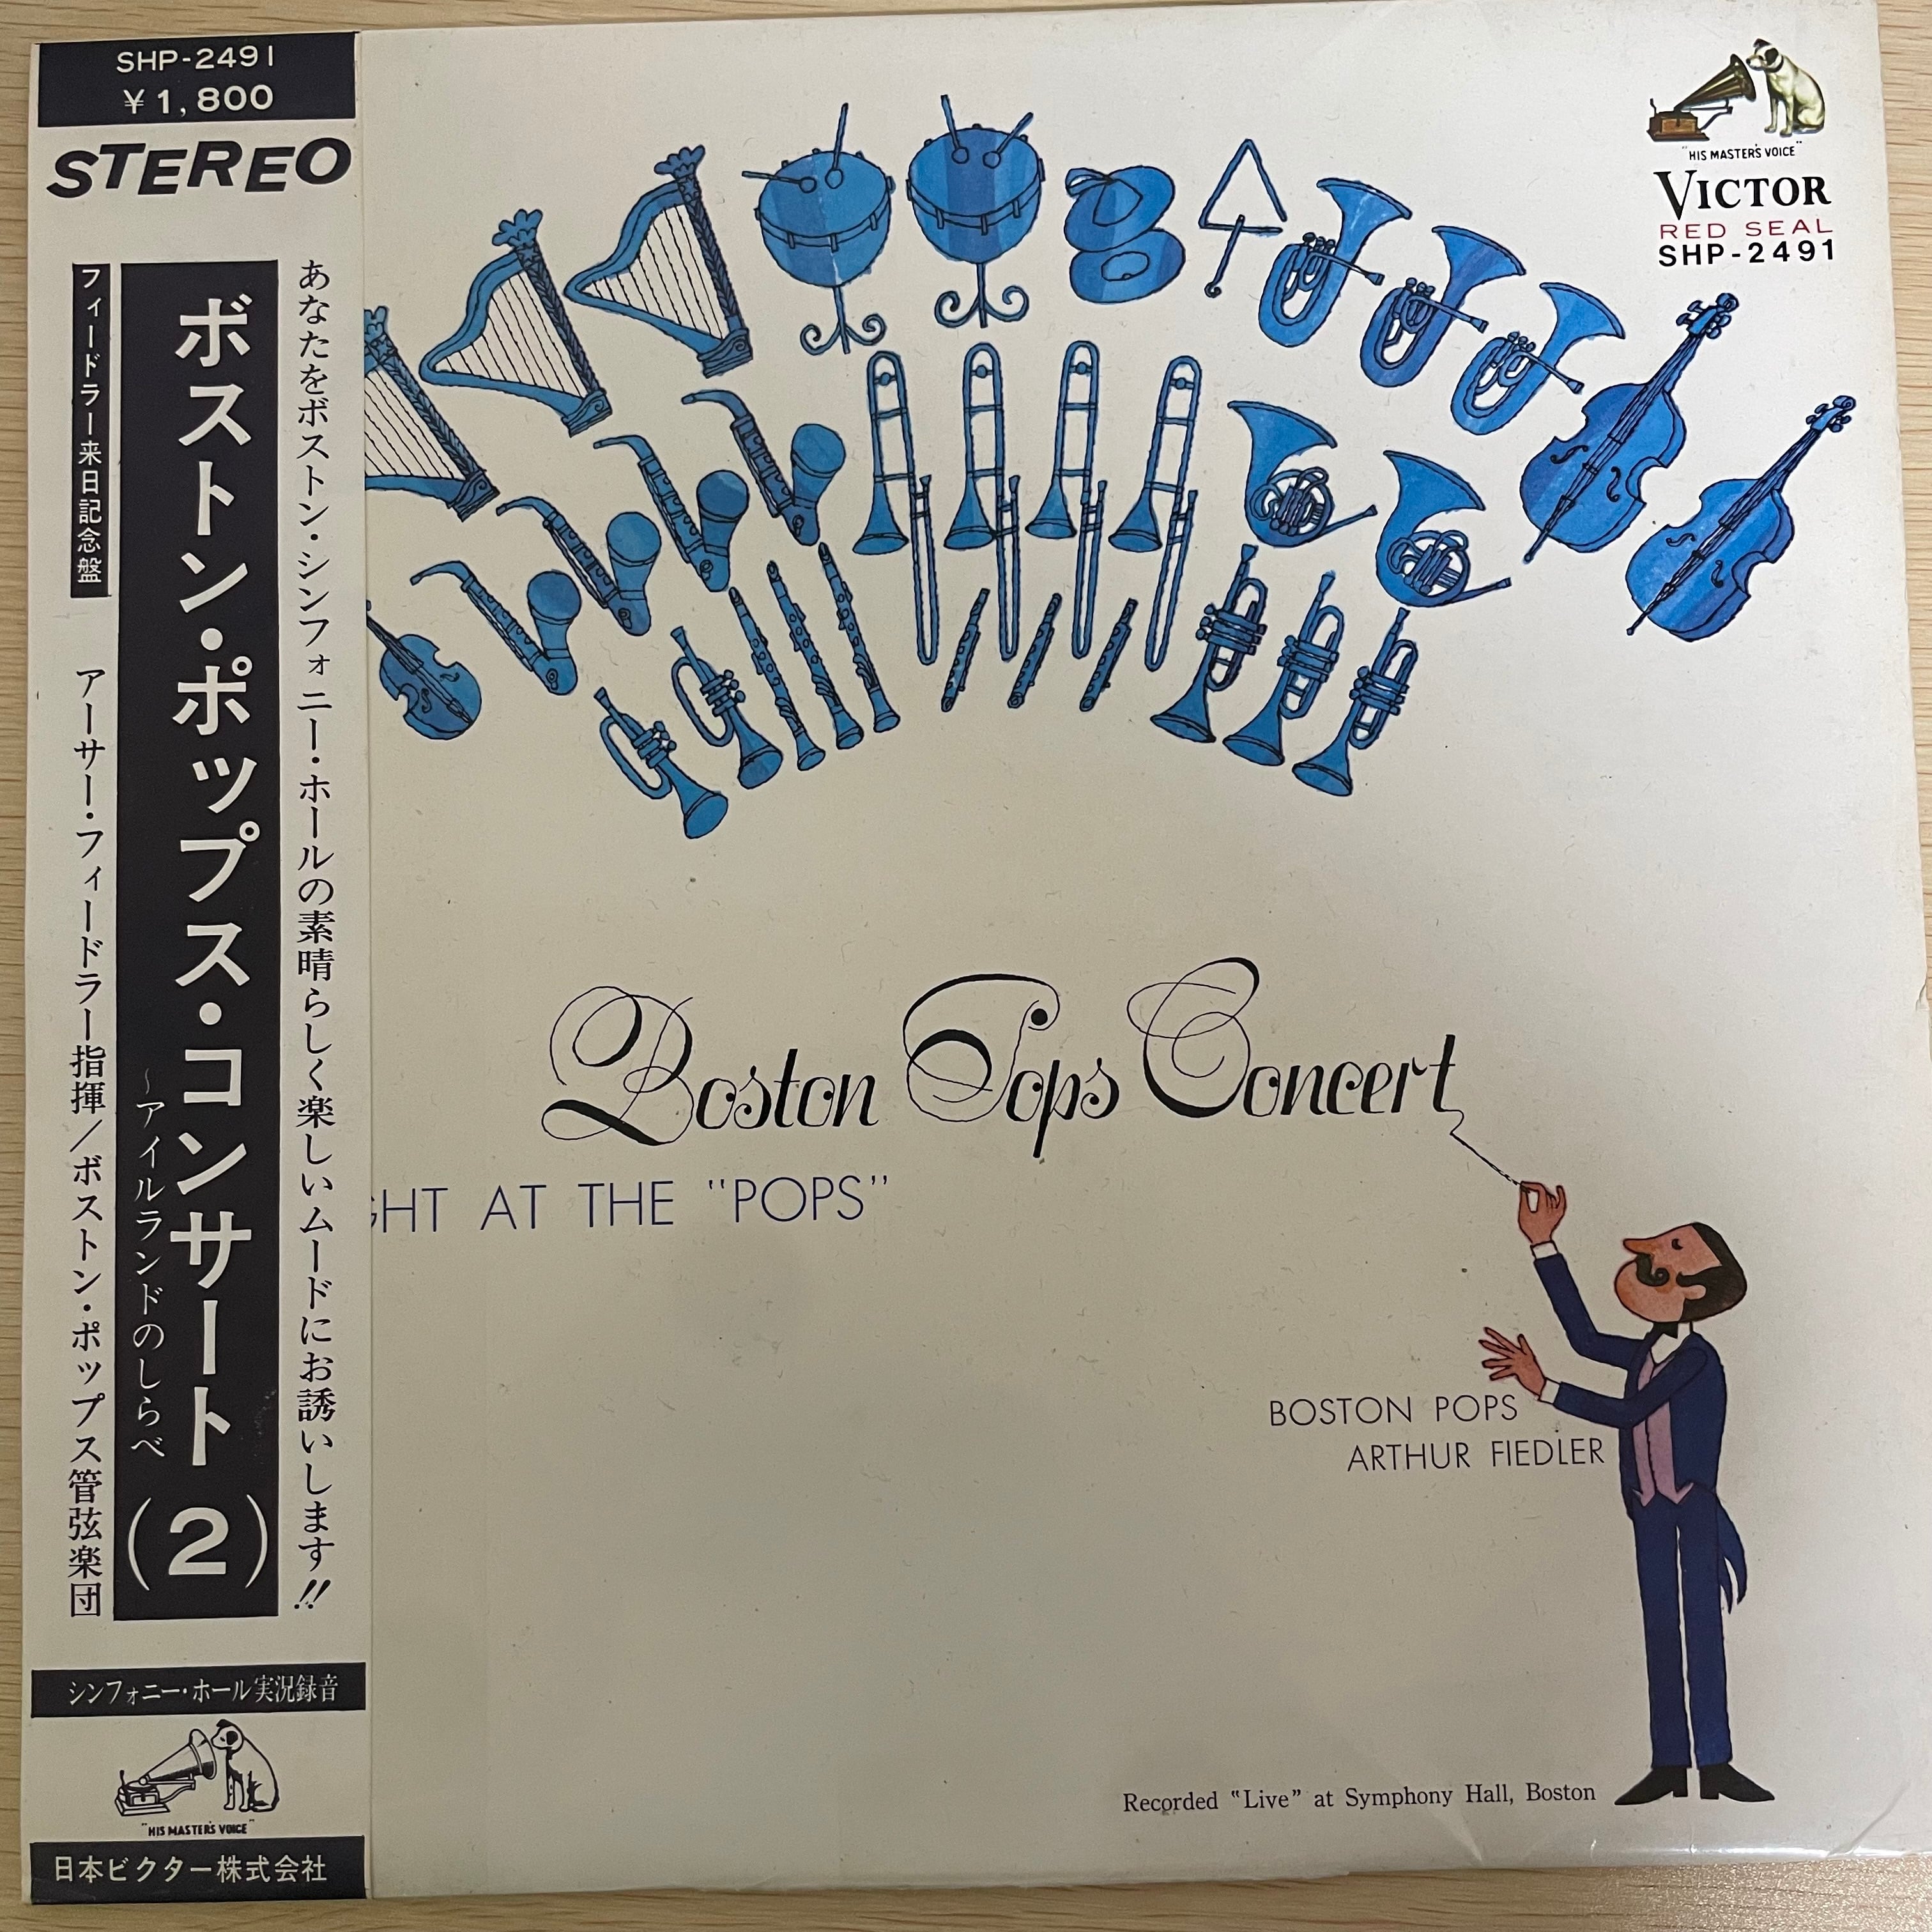 SHP-2491
¥1,800
STEREO
あなたをボストン・シンフォニー・ホールの素晴らしく楽しいムードにお誘いします!!
ボストン・ポップス・コンサート(2)
～アイルランドのしらべ
フィードラー来日記念盤
アーサー・フィードラー指揮/ボストン・ポップス管弦楽団
シンフォニー・ホール実況録音
"HIS MASTER'S VOICE"
日本ビクター株式会社
"HIS MASTER'S VOICE"
VICTOR
RED SEAL
SHP-2491
Boston Pops Concert
GHT AT THE "POPS"
BOSTON POPS
ARTHUR FIEDLER
Recorded "Live" at Symphony Hall, Boston